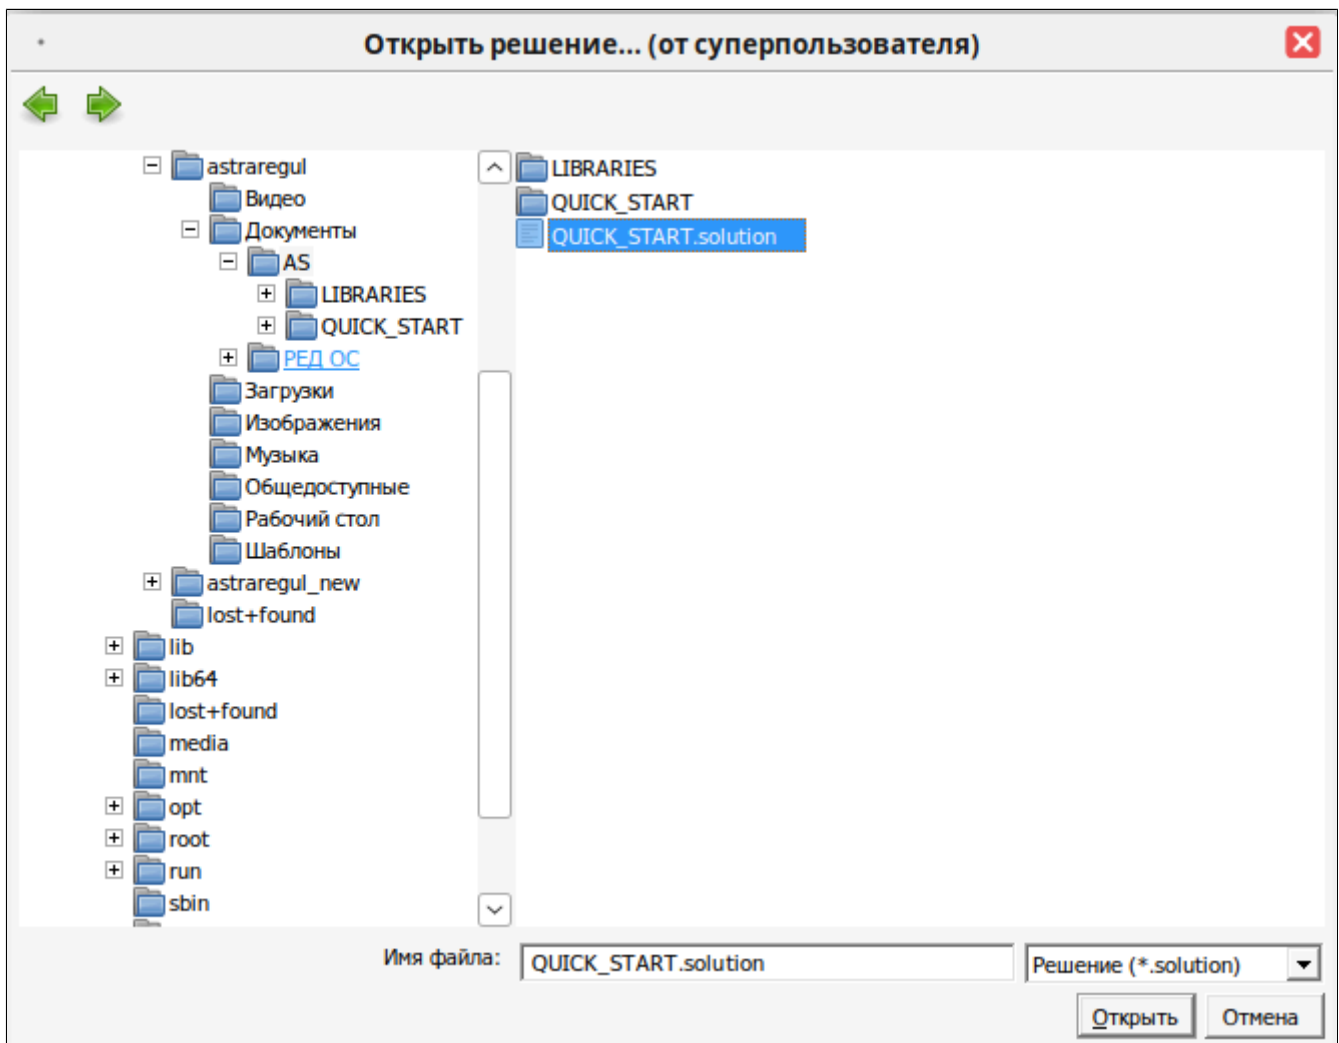 Открыть решение... (от суперпользователя)
astraregul
Видео
Документы
AS
LIBRARIES
QUICK_START
РЕД ОС
Загрузки
Изображения
Музыка
Общедоступные
Рабочий стол
Шаблоны
astraregul_new
lost+found
lib
lib64
lost+found
media
mnt
opt
root
run
sbin
LIBRARIES
QUICK_START
QUICK_START.solution
Имя файла: QUICK_START.solution Решение (*.solution)
Открыть Отмена